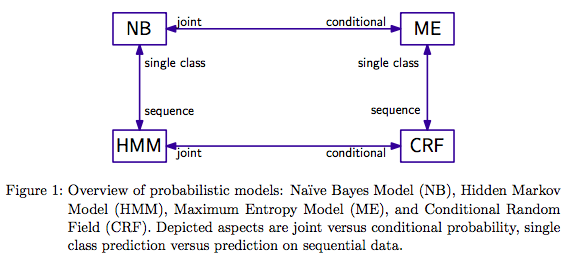 NB joint conditional ME
single class single class
sequence sequence
HMM joint conditional CRF
Figure 1: Overview of probabilistic models: Naïve Bayes Model (NB), Hidden Markov
Model (HMM), Maximum Entropy Model (ME), and Conditional Random
Field (CRF). Depicted aspects are joint versus conditional probability, single
class prediction versus prediction on sequential data.